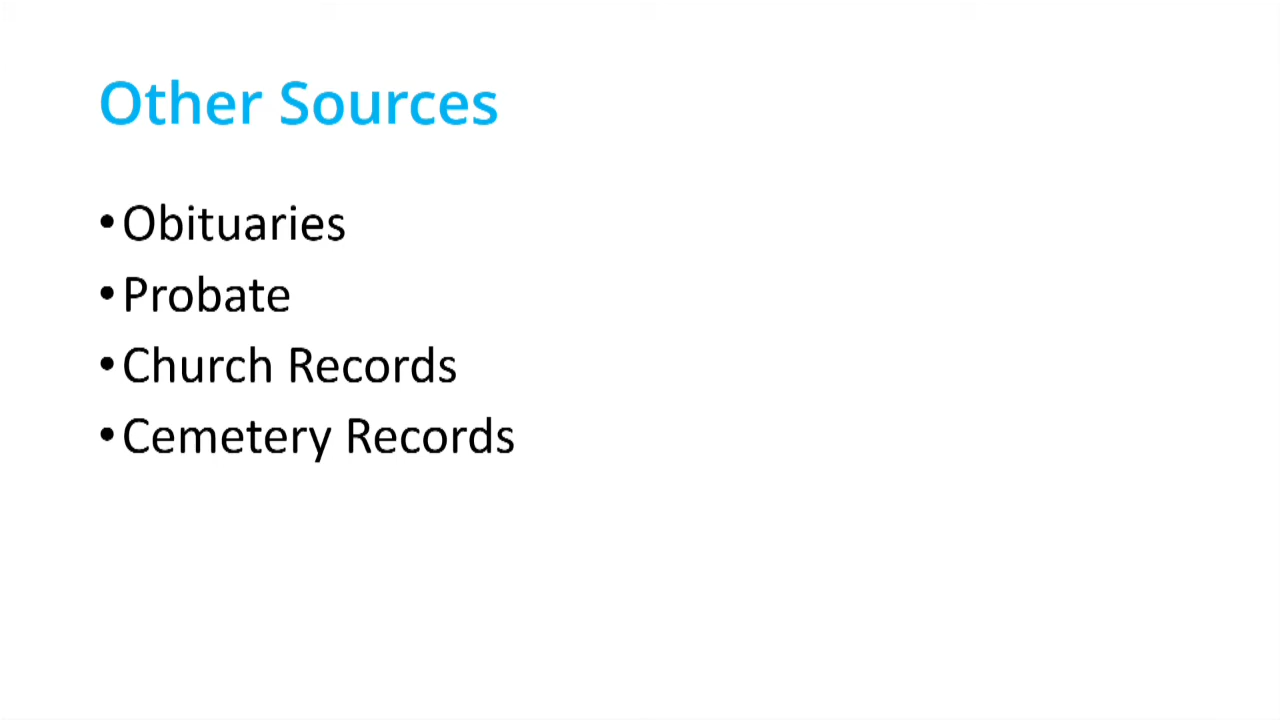 Other Sources
•Obituaries
•Probate
•Church Records
•Cemetery Records